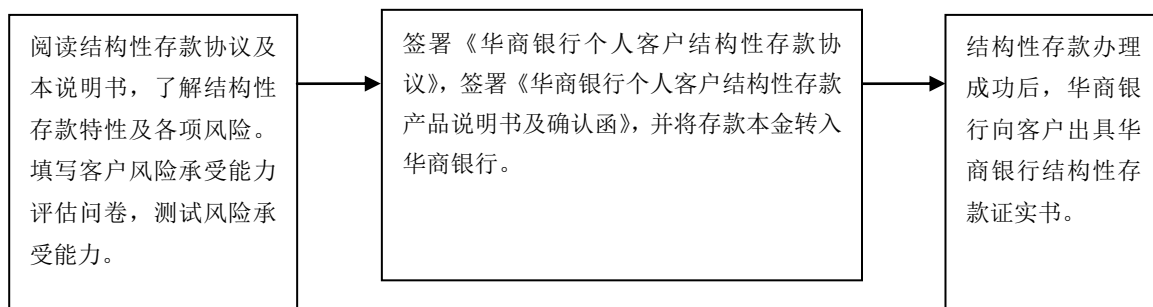 阅读结构性存款协议及
本说明书，了解结构性
存款特性及各项风险。
填写客户风险承受能力
评估问卷，测试风险承
受能力。
签署《华商银行个人客户结构性存款协
议》，签署《华商银行个人客户结构性存款
产品说明书及确认函》，并将存款本金转入
华商银行。
结构性存款办理
成功后，华商银
行向客户出具华
商银行结构性存
款证实书。